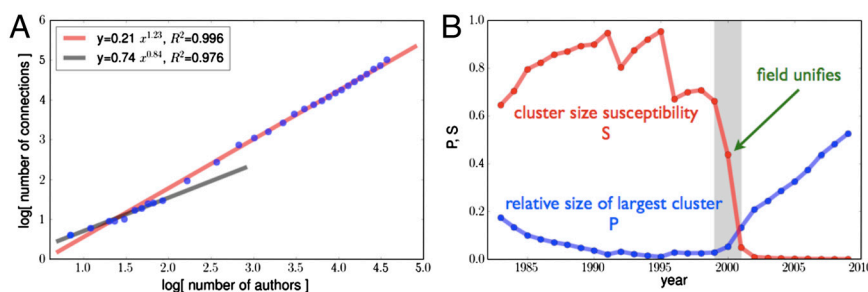 A
y=0.21 x^1.23, R^2=0.996
y=0.74 x^0.84, R^2=0.976
log[ number of connections ]
6
5
4
3
2
1
0
1.0 1.5 2.0 2.5 3.0 3.5 4.0 4.5 5.0
log[ number of authors ]
B
P, S
1.0
0.8
0.6
0.4
0.2
0.0
cluster size susceptibility
S
field unifies
relative size of largest cluster
P
1985 1990 1995 2000 2005 2010
year